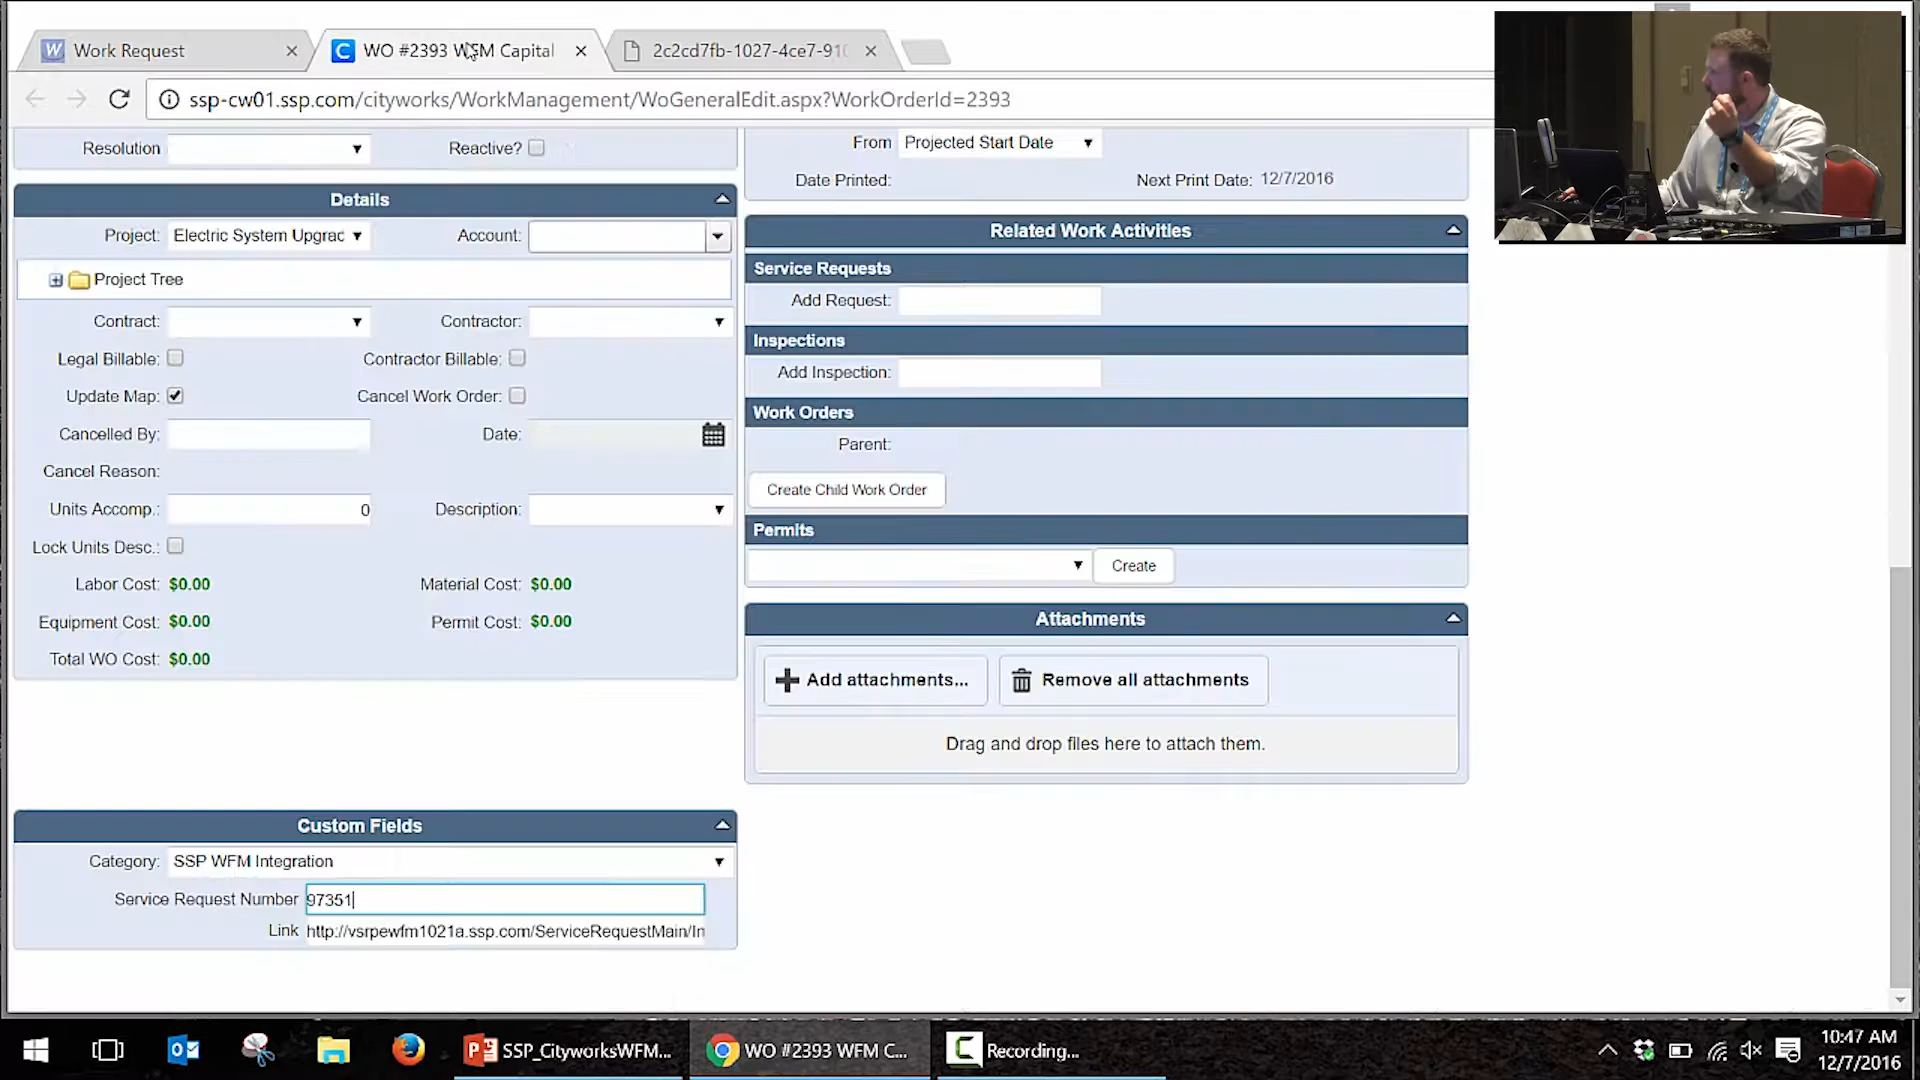 Work Request
WO #2393 WFM Capital
2c2cd7fb-1027-4ce7-910
ssp-cw01.ssp.com/cityworks/WorkManagement/WoGeneralEdit.aspx?WorkOrderId=2393
Resolution
Reactive?
Details
Project: Electric System Upgrac
Account:
Project Tree
Contract:
Contractor:
Legal Billable:
Contractor Billable:
Update Map:
Cancel Work Order:
Cancelled By:
Date:
Cancel Reason:
Units Accomp.: 0
Description:
Lock Units Desc.:
Labor Cost: $0.00
Material Cost: $0.00
Equipment Cost: $0.00
Permit Cost: $0.00
Total WO Cost: $0.00
Custom Fields
Category: SSP WFM Integration
Service Request Number 97351
Link http://vsrpewfm1021a.ssp.com/ServiceRequestMain/In
From Projected Start Date
Date Printed:
Next Print Date: 12/7/2016
Related Work Activities
Service Requests
Add Request:
Inspections
Add Inspection:
Work Orders
Parent:
Create Child Work Order
Permits
Create
Attachments
Add attachments...
Remove all attachments
Drag and drop files here to attach them.
SSP_CityworksWFM...
WO #2393 WFM C...
Recording...
10:47 AM
12/7/2016